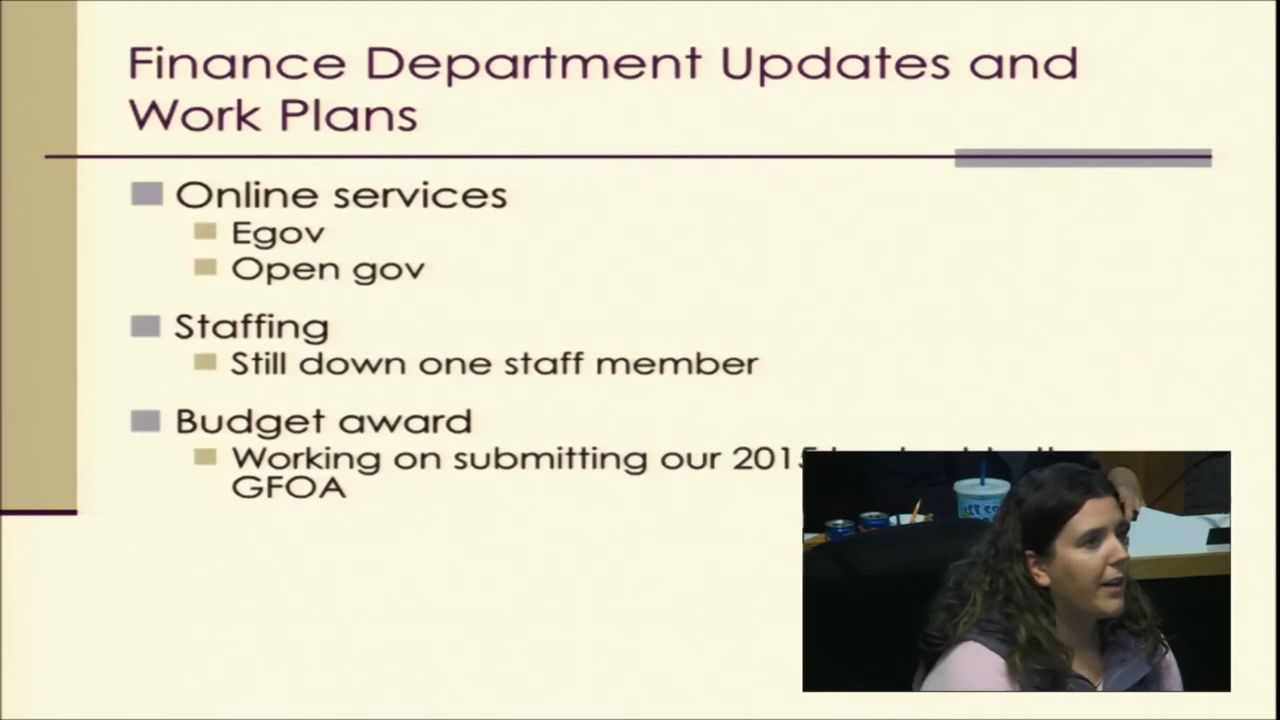 Finance Department Updates and
Work Plans
Online services
Egov
Open gov
Staffing
Still down one staff member
Budget award
Working on submitting our 2015
GFOA
ICE